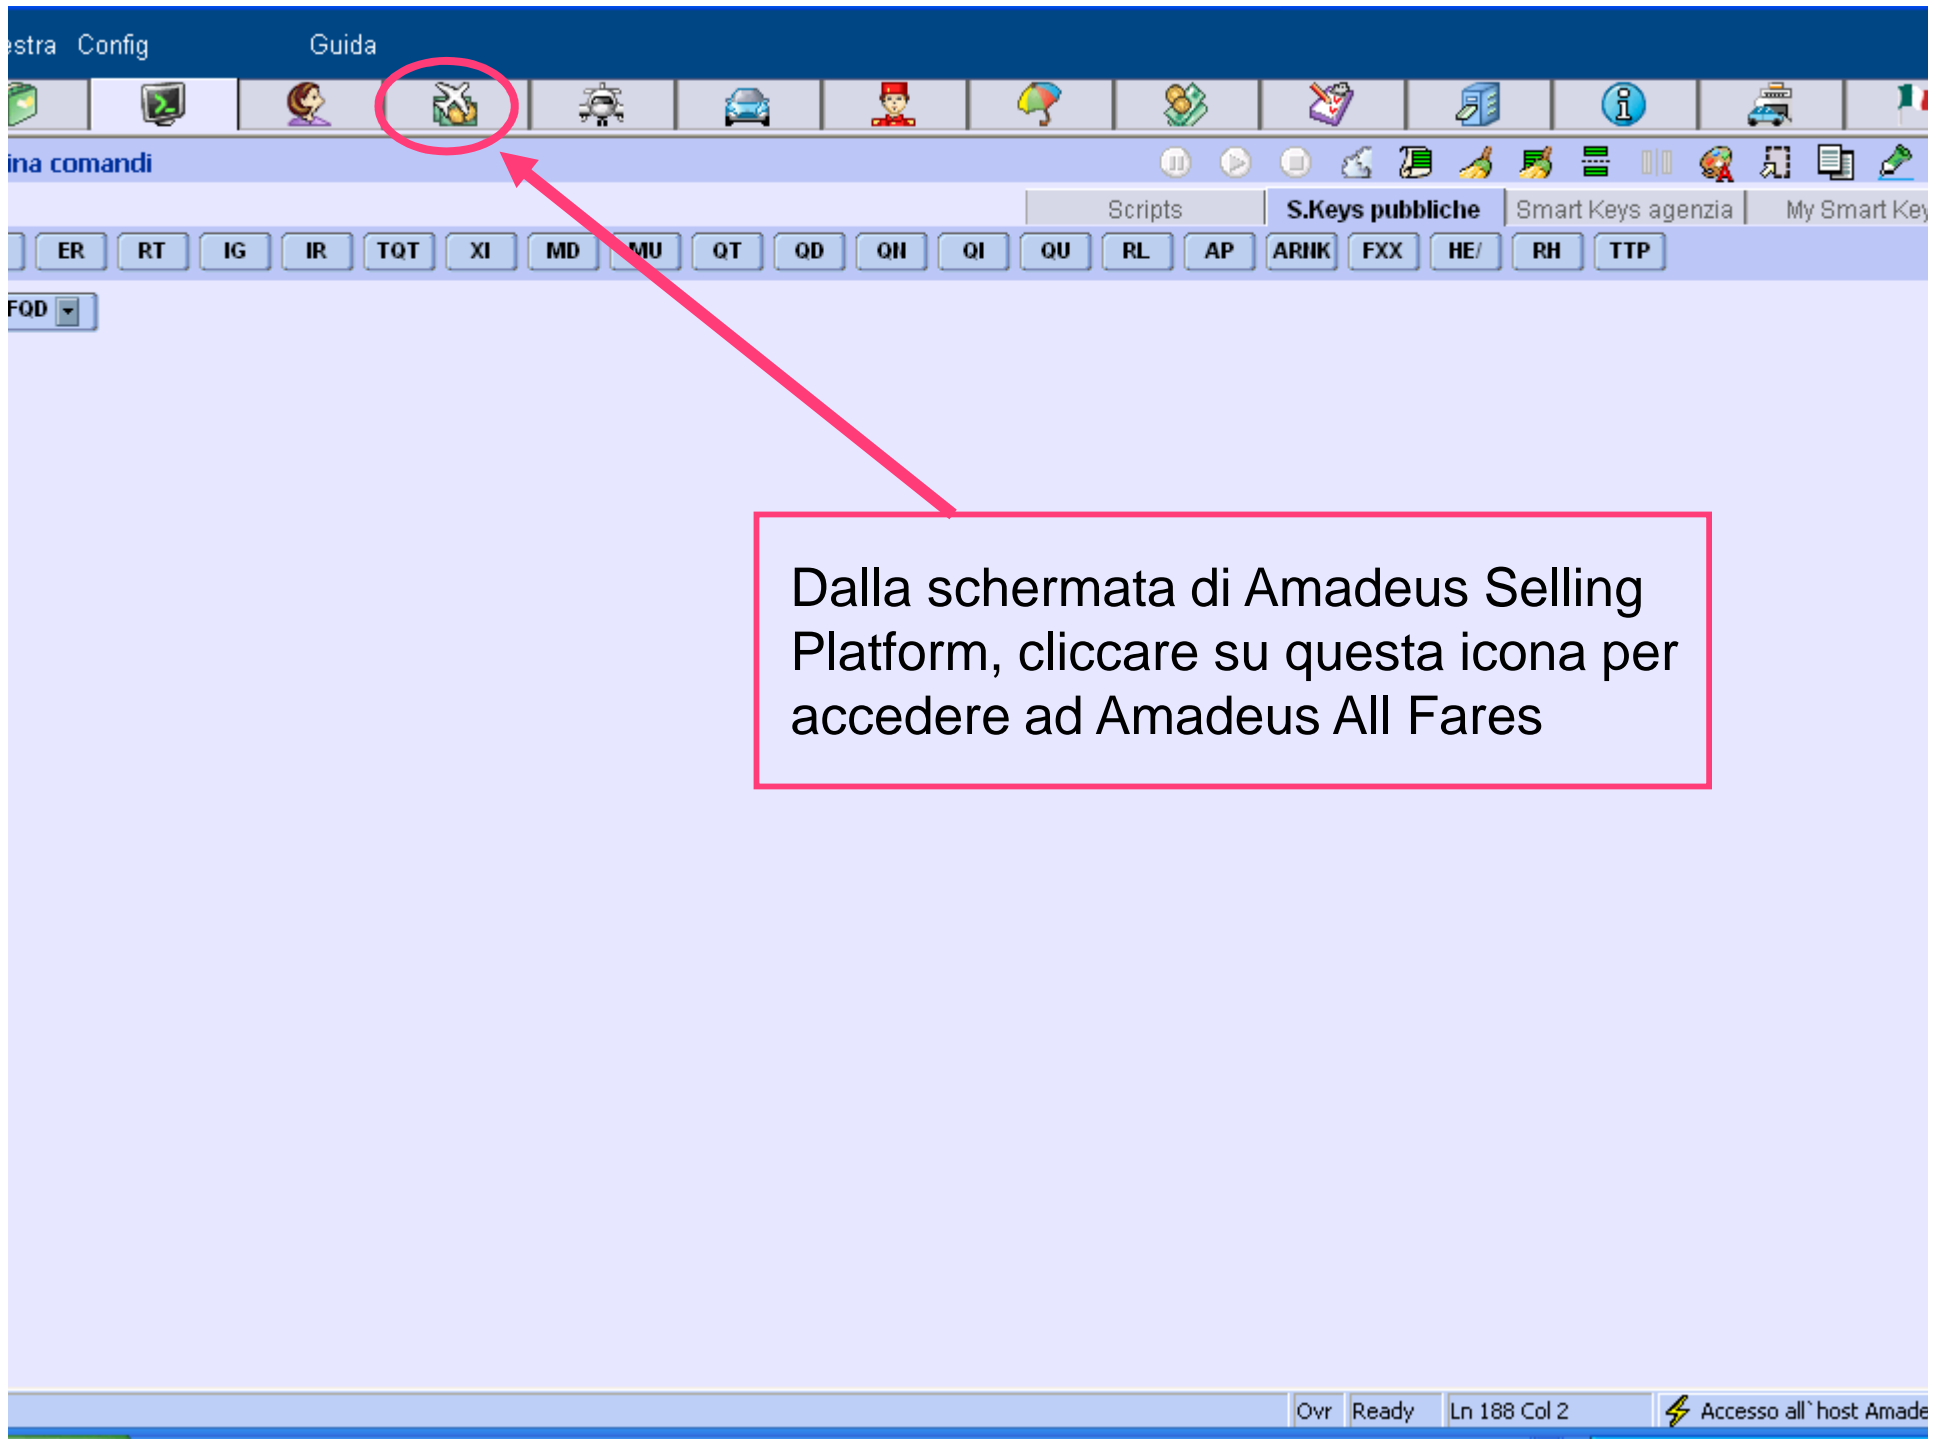 estra Config Guida
ina comandi
Scripts S.Keys pubbliche Smart Keys agenzia My Smart Key
ER RT IG IR TQT XI MD MU QT QD QN QI QU RL AP ARNK FXX HE/ RH TTP
FQD
Dalla schermata di Amadeus Selling
Platform, cliccare su questa icona per
accedere ad Amadeus All Fares
Ovr Ready Ln 188 Col 2 Accesso all`host Amade